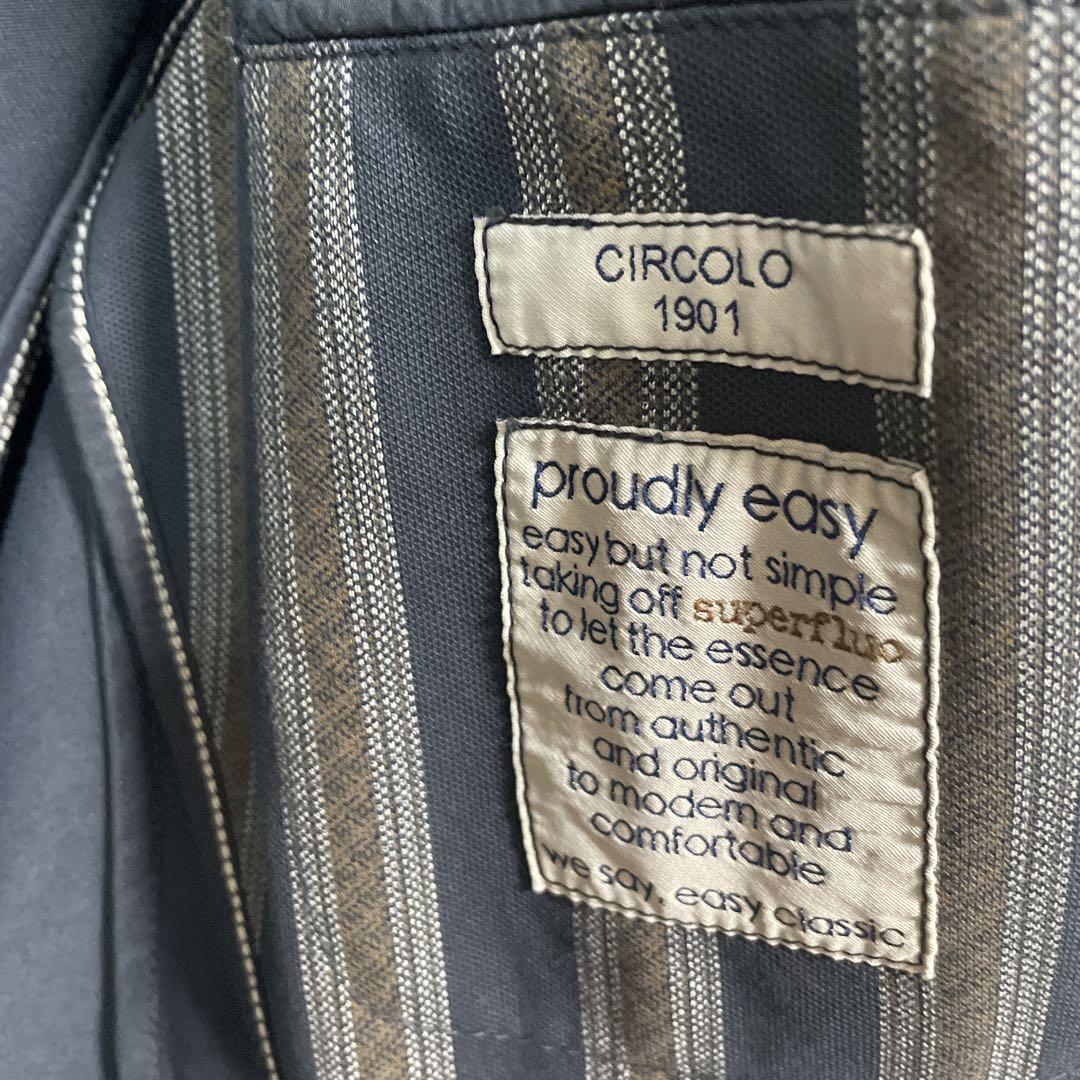 CIRCOLO
1901
proudly easy
easy but not simple
taking off superfluo
to let the essence
come out
from authentic
and original
to modern and
comfortable
we say, easy classic